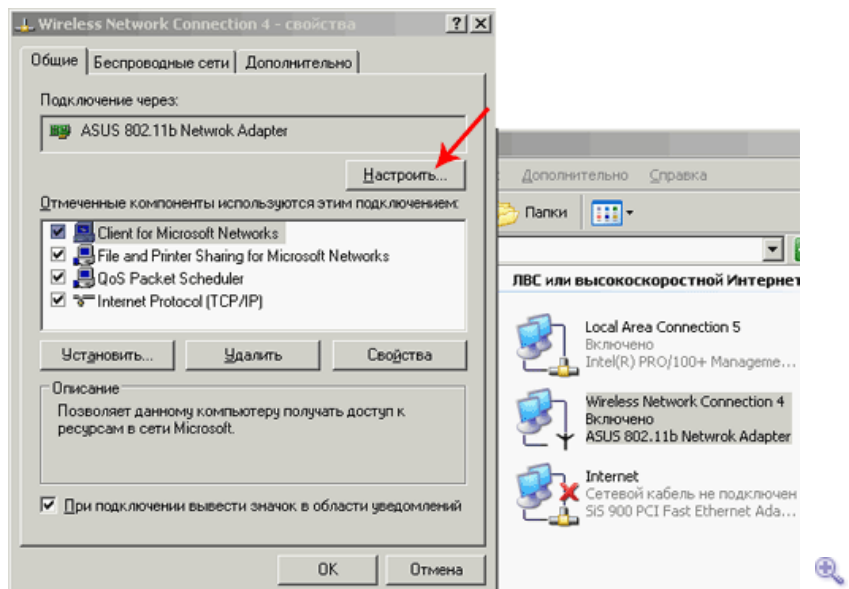 Wireless Network Connection 4 - свойства
Общие
Беспроводные сети
Дополнительно
Подключение через:
ASUS 802.11b Netwrok Adapter
Настроить...
Отмеченные компоненты используются этим подключением:
Client for Microsoft Networks
File and Printer Sharing for Microsoft Networks
QoS Packet Scheduler
Internet Protocol (TCP/IP)
Установить...
Удалить
Свойства
Описание
Позволяет данному компьютеру получать доступ к
ресурсам в сети Microsoft.
При подключении вывести значок в области уведомлений
OK
Отмена
Дополнительно
Справка
Папки
ЛВС или высокоскоростной Интернет
Local Area Connection 5
Включено
Intel(R) PRO/100+ Manageme...
Wireless Network Connection 4
Включено
ASUS 802.11b Netwrok Adapter
Internet
Сетевой кабель не подключен
SiS 900 PCI Fast Ethernet Ada...